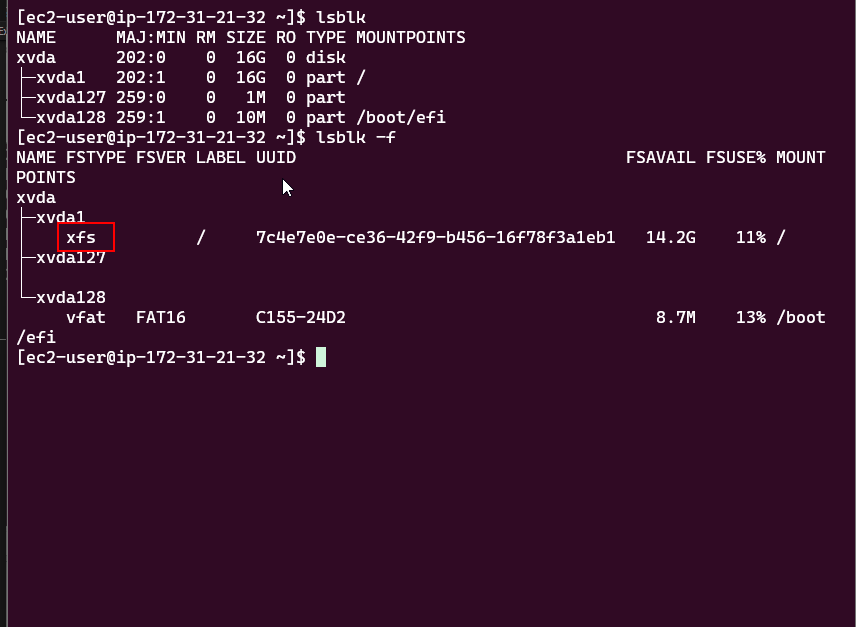 [ec2-user@ip-172-31-21-32 ~]$ lsblk
NAME      MAJ:MIN RM SIZE RO TYPE MOUNTPOINTS
xvda      202:0    0  16G  0 disk
├─xvda1   202:1    0  16G  0 part /
├─xvda127 259:0    0   1M  0 part
└─xvda128 259:1    0  10M  0 part /boot/efi
[ec2-user@ip-172-31-21-32 ~]$ lsblk -f
NAME FSTYPE FSVER LABEL UUID                                 FSAVAIL FSUSE% MOUNT
POINTS
xvda
├─xvda1
│    xfs          /     7c4e7e0e-ce36-42f9-b456-16f78f3a1eb1   14.2G    11% /
├─xvda127
│
└─xvda128
     vfat   FAT16       C155-24D2                               8.7M    13% /boot
/efi
[ec2-user@ip-172-31-21-32 ~]$